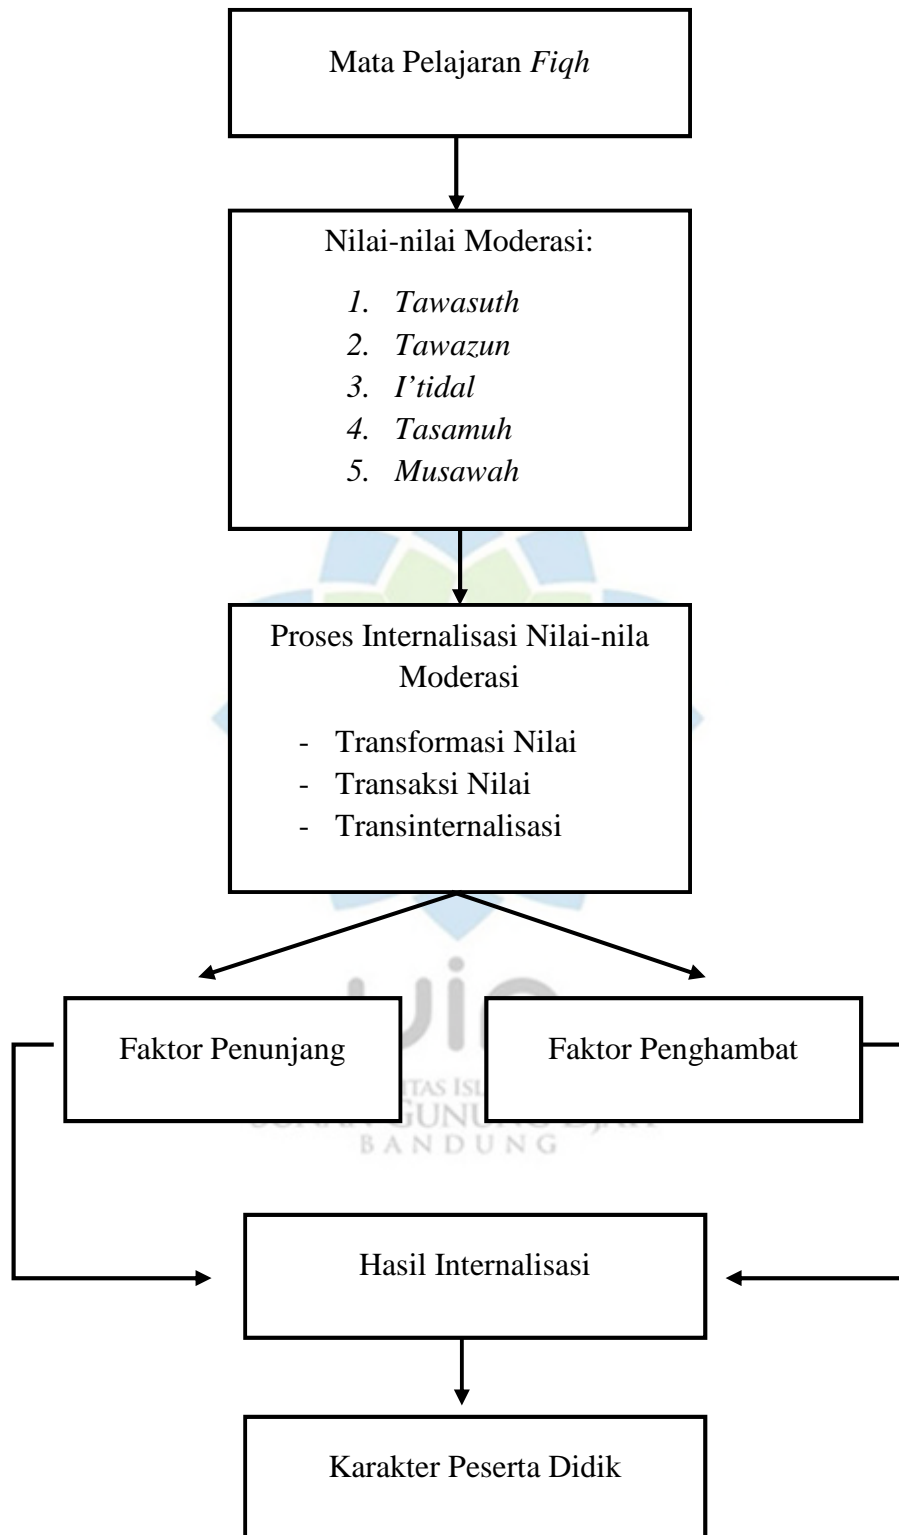 Mata Pelajaran Fiqh
Nilai-nilai Moderasi:
1. Tawasuth
2. Tawazun
3. I’tidal
4. Tasamuh
5. Musawah
Proses Internalisasi Nilai-nila
Moderasi
- Transformasi Nilai
- Transaksi Nilai
- Transinternalisasi
Faktor Penunjang
Faktor Penghambat
BANDUNG
Hasil Internalisasi
Karakter Peserta Didik